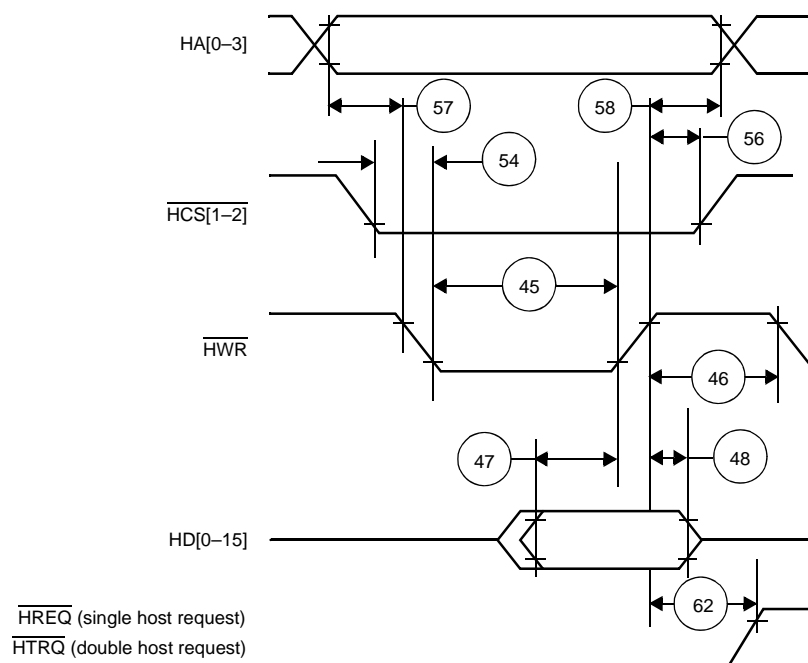 HA[0–3]
57
58
56
54
HCS[1–2]
45
HWR
46
47
48
HD[0–15]
62
HREQ (single host request)
HTRQ (double host request)